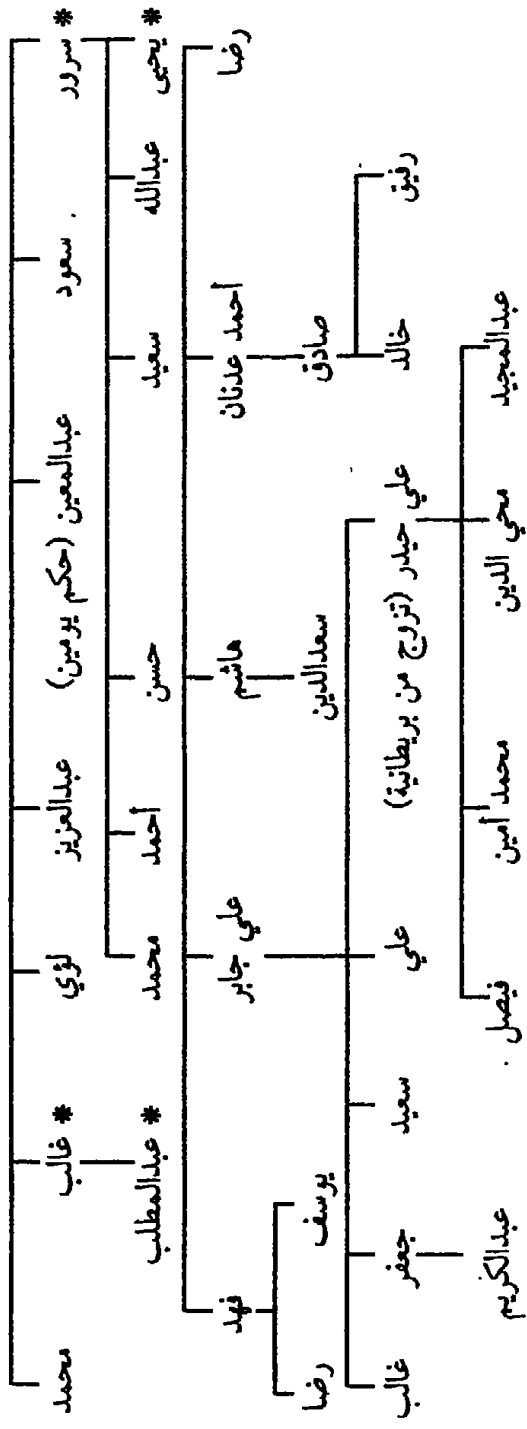 * سرور سعود عبدالمعين (حكم يومين) عبدالعزيز لؤي * غالب محمد
* يحيى عبدالله سعيد حسن أحمد محمد * عبدالمطلب
رضا أحمد عدنان هاشم علي جابر فهد
صادق سعدالدين يوسف رضا
رفيق خالد علي حيدر علي سعيد جعفر غالب
(تزوج من بريطانية)
عبدالمجيد محي الدين محمد أمين فيصل عبدالكريم